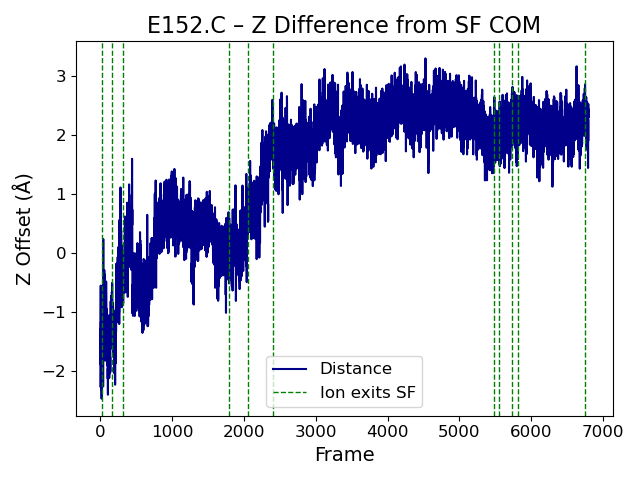 E152.C – Z Difference from SF COM
Z Offset (Å)
3
2
1
0
−1
−2
Distance
Ion exits SF
0 1000 2000 3000 4000 5000 6000 7000
Frame